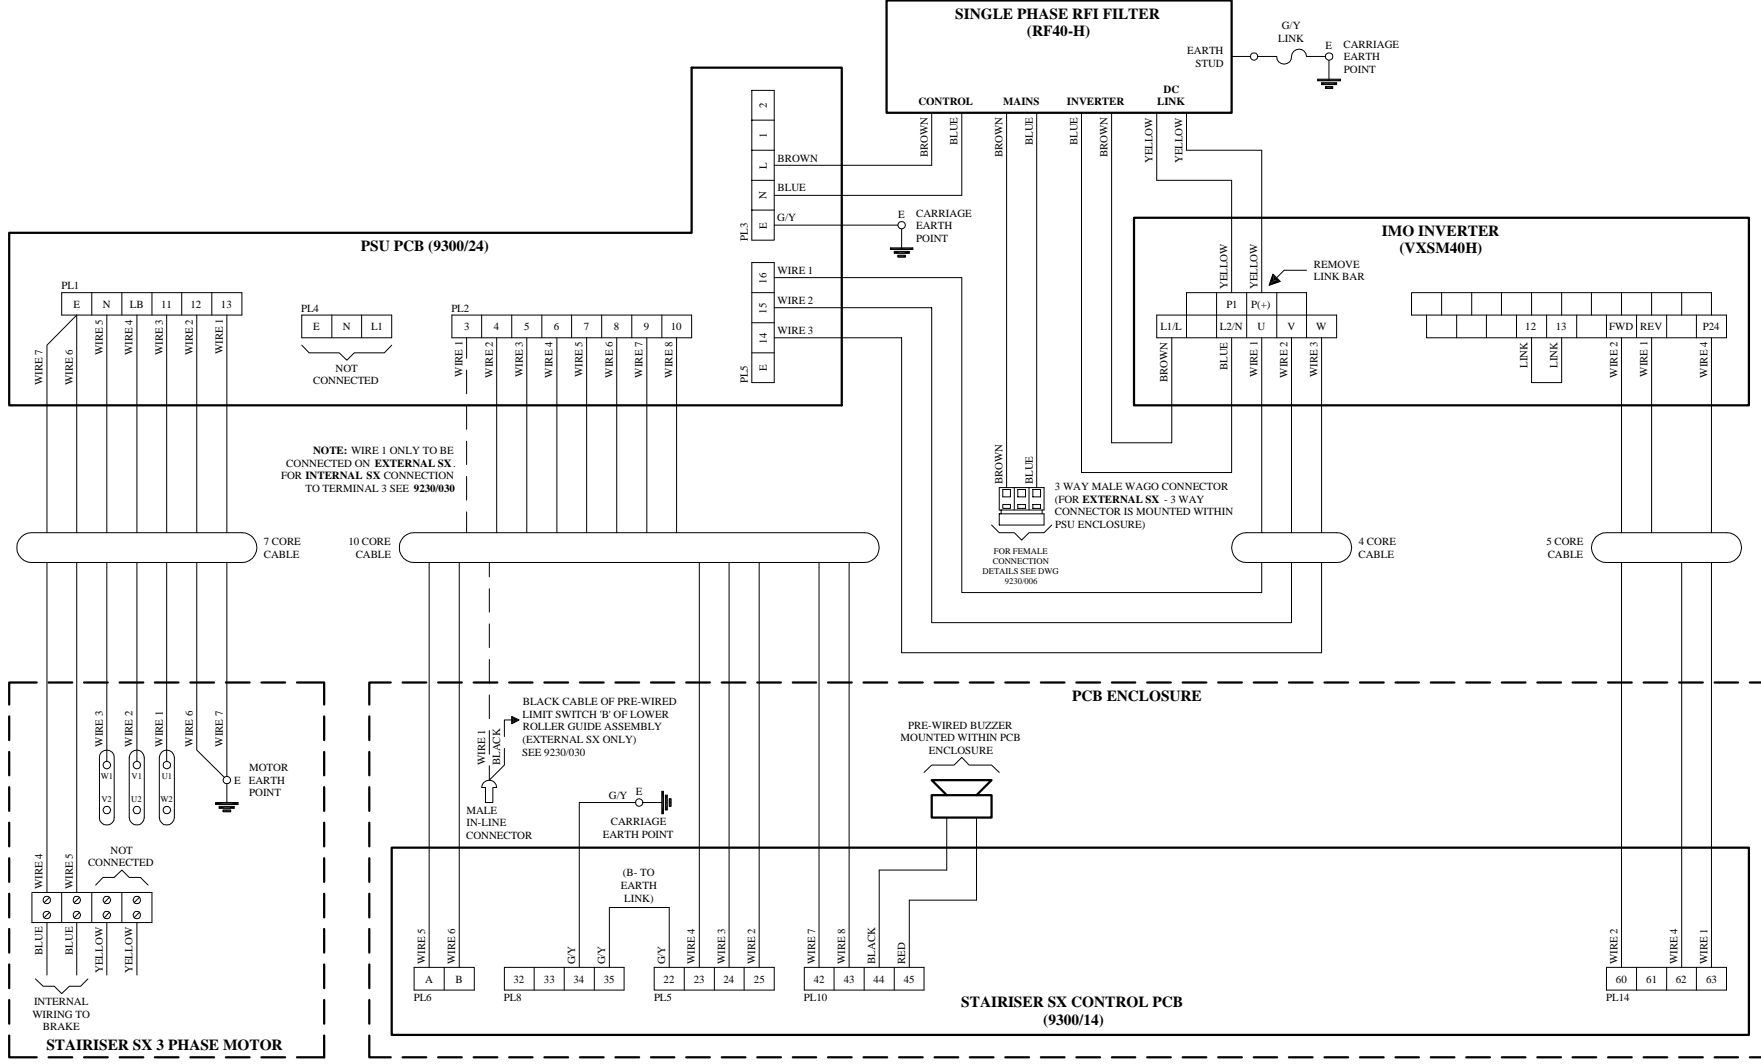 SINGLE PHASE RFI FILTER
(RF40-H)
EARTH
STUD
G/Y
LINK
E
CARRIAGE
EARTH
POINT
CONTROL
MAINS
INVERTER
DC
LINK
BROWN
BLUE
BROWN
BLUE
BLUE
BROWN
YELLOW
YELLOW
PSU PCB (9300/24)
2
1
L
N
E
PL3
BROWN
BLUE
G/Y
E
CARRIAGE
EARTH
POINT
16
15
14
E
PL5
WIRE 1
WIRE 2
WIRE 3
PL1
E N LB 11 12 13
WIRE 7
WIRE 6
WIRE 5
WIRE 4
WIRE 3
WIRE 2
WIRE 1
PL4
E N L1
NOT
CONNECTED
PL2
3 4 5 6 7 8 9 10
WIRE 1
WIRE 2
WIRE 3
WIRE 4
WIRE 5
WIRE 6
WIRE 7
WIRE 8
IMO INVERTER
(VXSM40H)
YELLOW
YELLOW
REMOVE
LINK BAR
P1 P(+)
L1/L L2/N U V W
BROWN
BLUE
WIRE 1
WIRE 2
WIRE 3
12 13 FWD REV P24
LINK
LINK
WIRE 2
WIRE 1
WIRE 4
NOTE: WIRE 1 ONLY TO BE
CONNECTED ON EXTERNAL SX.
FOR INTERNAL SX CONNECTION
TO TERMINAL 3 SEE 9230/030
BROWN
BLUE
3 WAY MALE WAGO CONNECTOR
(FOR EXTERNAL SX - 3 WAY
CONNECTOR IS MOUNTED WITHIN
PSU ENCLOSURE)
FOR FEMALE
CONNECTION
DETAILS SEE DWG
9230/006
7 CORE
CABLE
10 CORE
CABLE
4 CORE
CABLE
5 CORE
CABLE
WIRE 3
WIRE 2
WIRE 1
WIRE 6
WIRE 7
W1
V1
U1
V2
U2
W2
E
MOTOR
EARTH
POINT
NOT
CONNECTED
WIRE 4
WIRE 5
BLUE
BLUE
YELLOW
YELLOW
INTERNAL
WIRING TO
BRAKE
STAIRISER SX 3 PHASE MOTOR
PCB ENCLOSURE
BLACK CABLE OF PRE-WIRED
LIMIT SWITCH 'B' OF LOWER
ROLLER GUIDE ASSEMBLY
(EXTERNAL SX ONLY)
SEE 9230/030
WIRE 1
BLACK
MALE
IN-LINE
CONNECTOR
G/Y
E
CARRIAGE
EARTH POINT
PRE-WIRED BUZZER
MOUNTED WITHIN PCB
ENCLOSURE
(B- TO
EARTH
LINK)
WIRE 5
WIRE 6
G/Y
G/Y
G/Y
WIRE 4
WIRE 3
WIRE 2
WIRE 7
WIRE 8
BLACK
RED
WIRE 2
WIRE 4
WIRE 1
A B
PL6
32 33 34 35
PL8
22 23 24 25
PL5
42 43 44 45
PL10
60 61 62 63
PL14
STAIRISER SX CONTROL PCB
(9300/14)